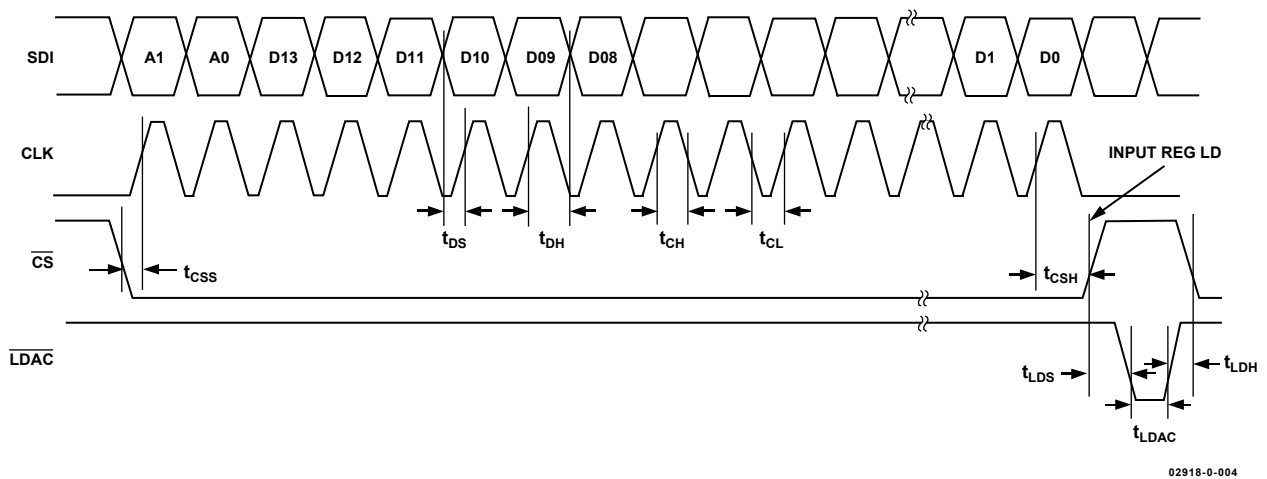 SDI
A1 A0 D13 D12 D11 D10 D09 D08 D1 D0
CLK
INPUT REG LD
tDS tDH tCH tCL
CS
tCSS
tCSH
LDAC
tLDS
tLDH
tLDAC
02918-0-004